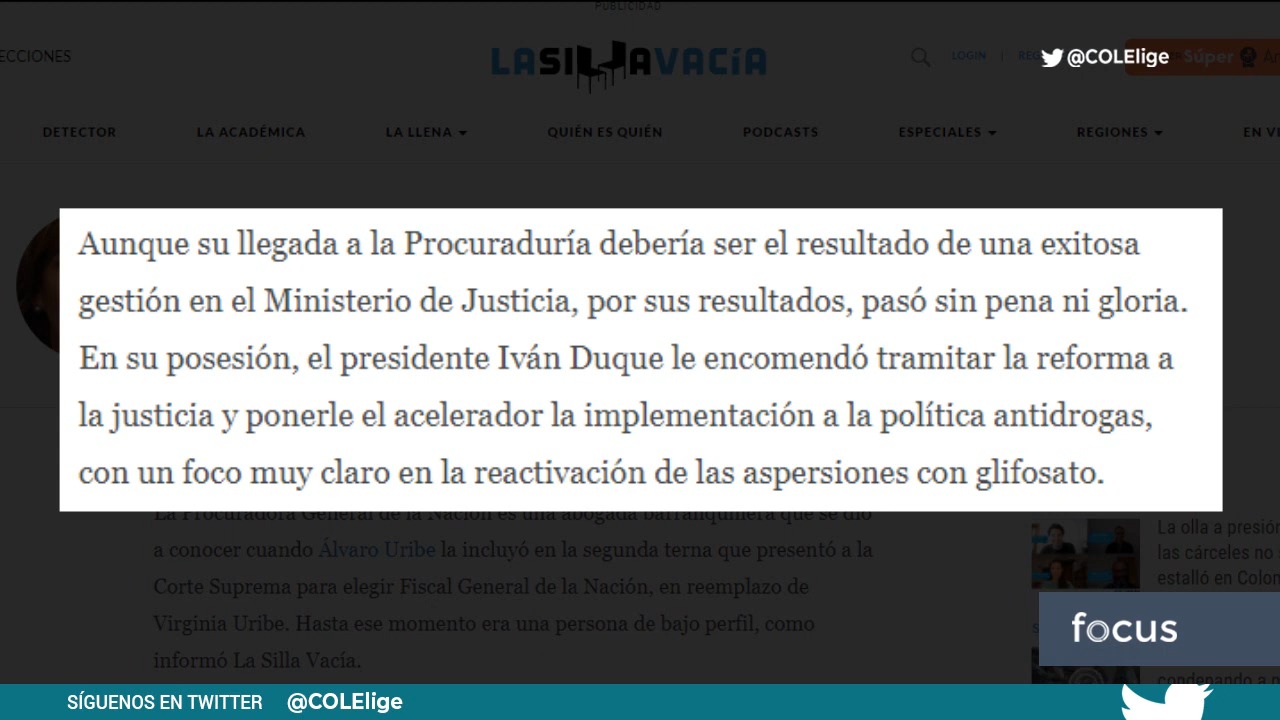 PUBLICIDAD
ECCIONES
LASILLAVACÍA
LOGIN
@COLElige
Súper
DETECTOR
LA ACADÉMICA
LA LLENA
QUIÉN ES QUIÉN
PODCASTS
ESPECIALES
REGIONES
EN
Aunque su llegada a la Procuraduría debería ser el resultado de una exitosa
gestión en el Ministerio de Justicia, por sus resultados, pasó sin pena ni gloria.
En su posesión, el presidente Iván Duque le encomendó tramitar la reforma a
la justicia y ponerle el acelerador la implementación a la política antidrogas,
con un foco muy claro en la reactivación de las aspersiones con glifosato.
La Procuradora General de la Nación es una abogada barranquillera que se dio
a conocer cuando Álvaro Uribe la incluyó en la segunda terna que presentó a la
Corte Suprema para elegir Fiscal General de la Nación, en reemplazo de
Virginia Uribe. Hasta ese momento era una persona de bajo perfil, como
informó La Silla Vacía.
La olla a presión
las cárceles no
estalló en Colom
focus
condenando a
SÍGUENOS EN TWITTER
@COLElige